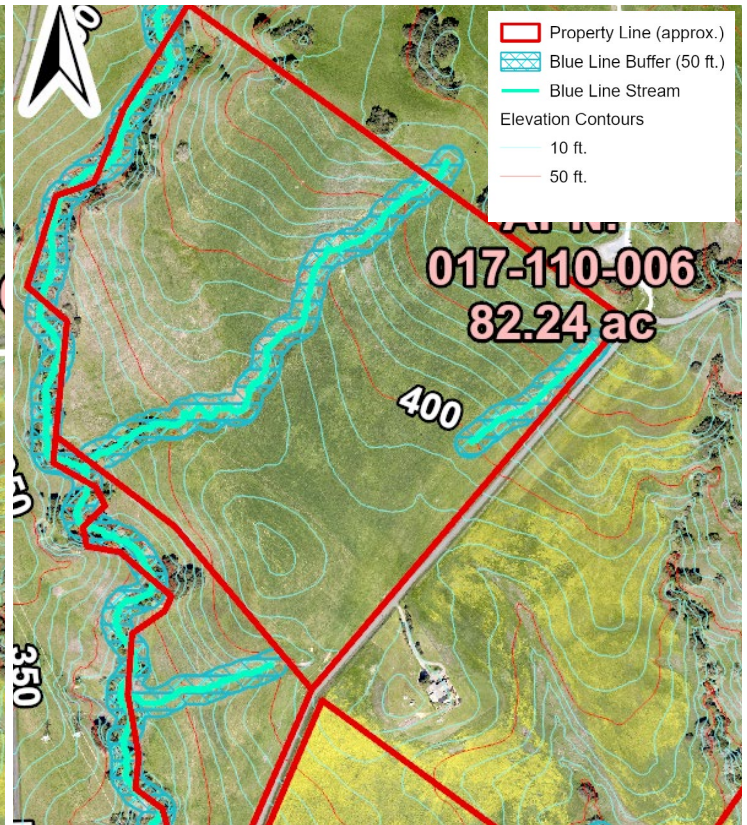 Property Line (approx.)
Blue Line Buffer (50 ft.)
Blue Line Stream
Elevation Contours
10 ft.
50 ft.
APN:
017-110-006
82.24 ac
400
350